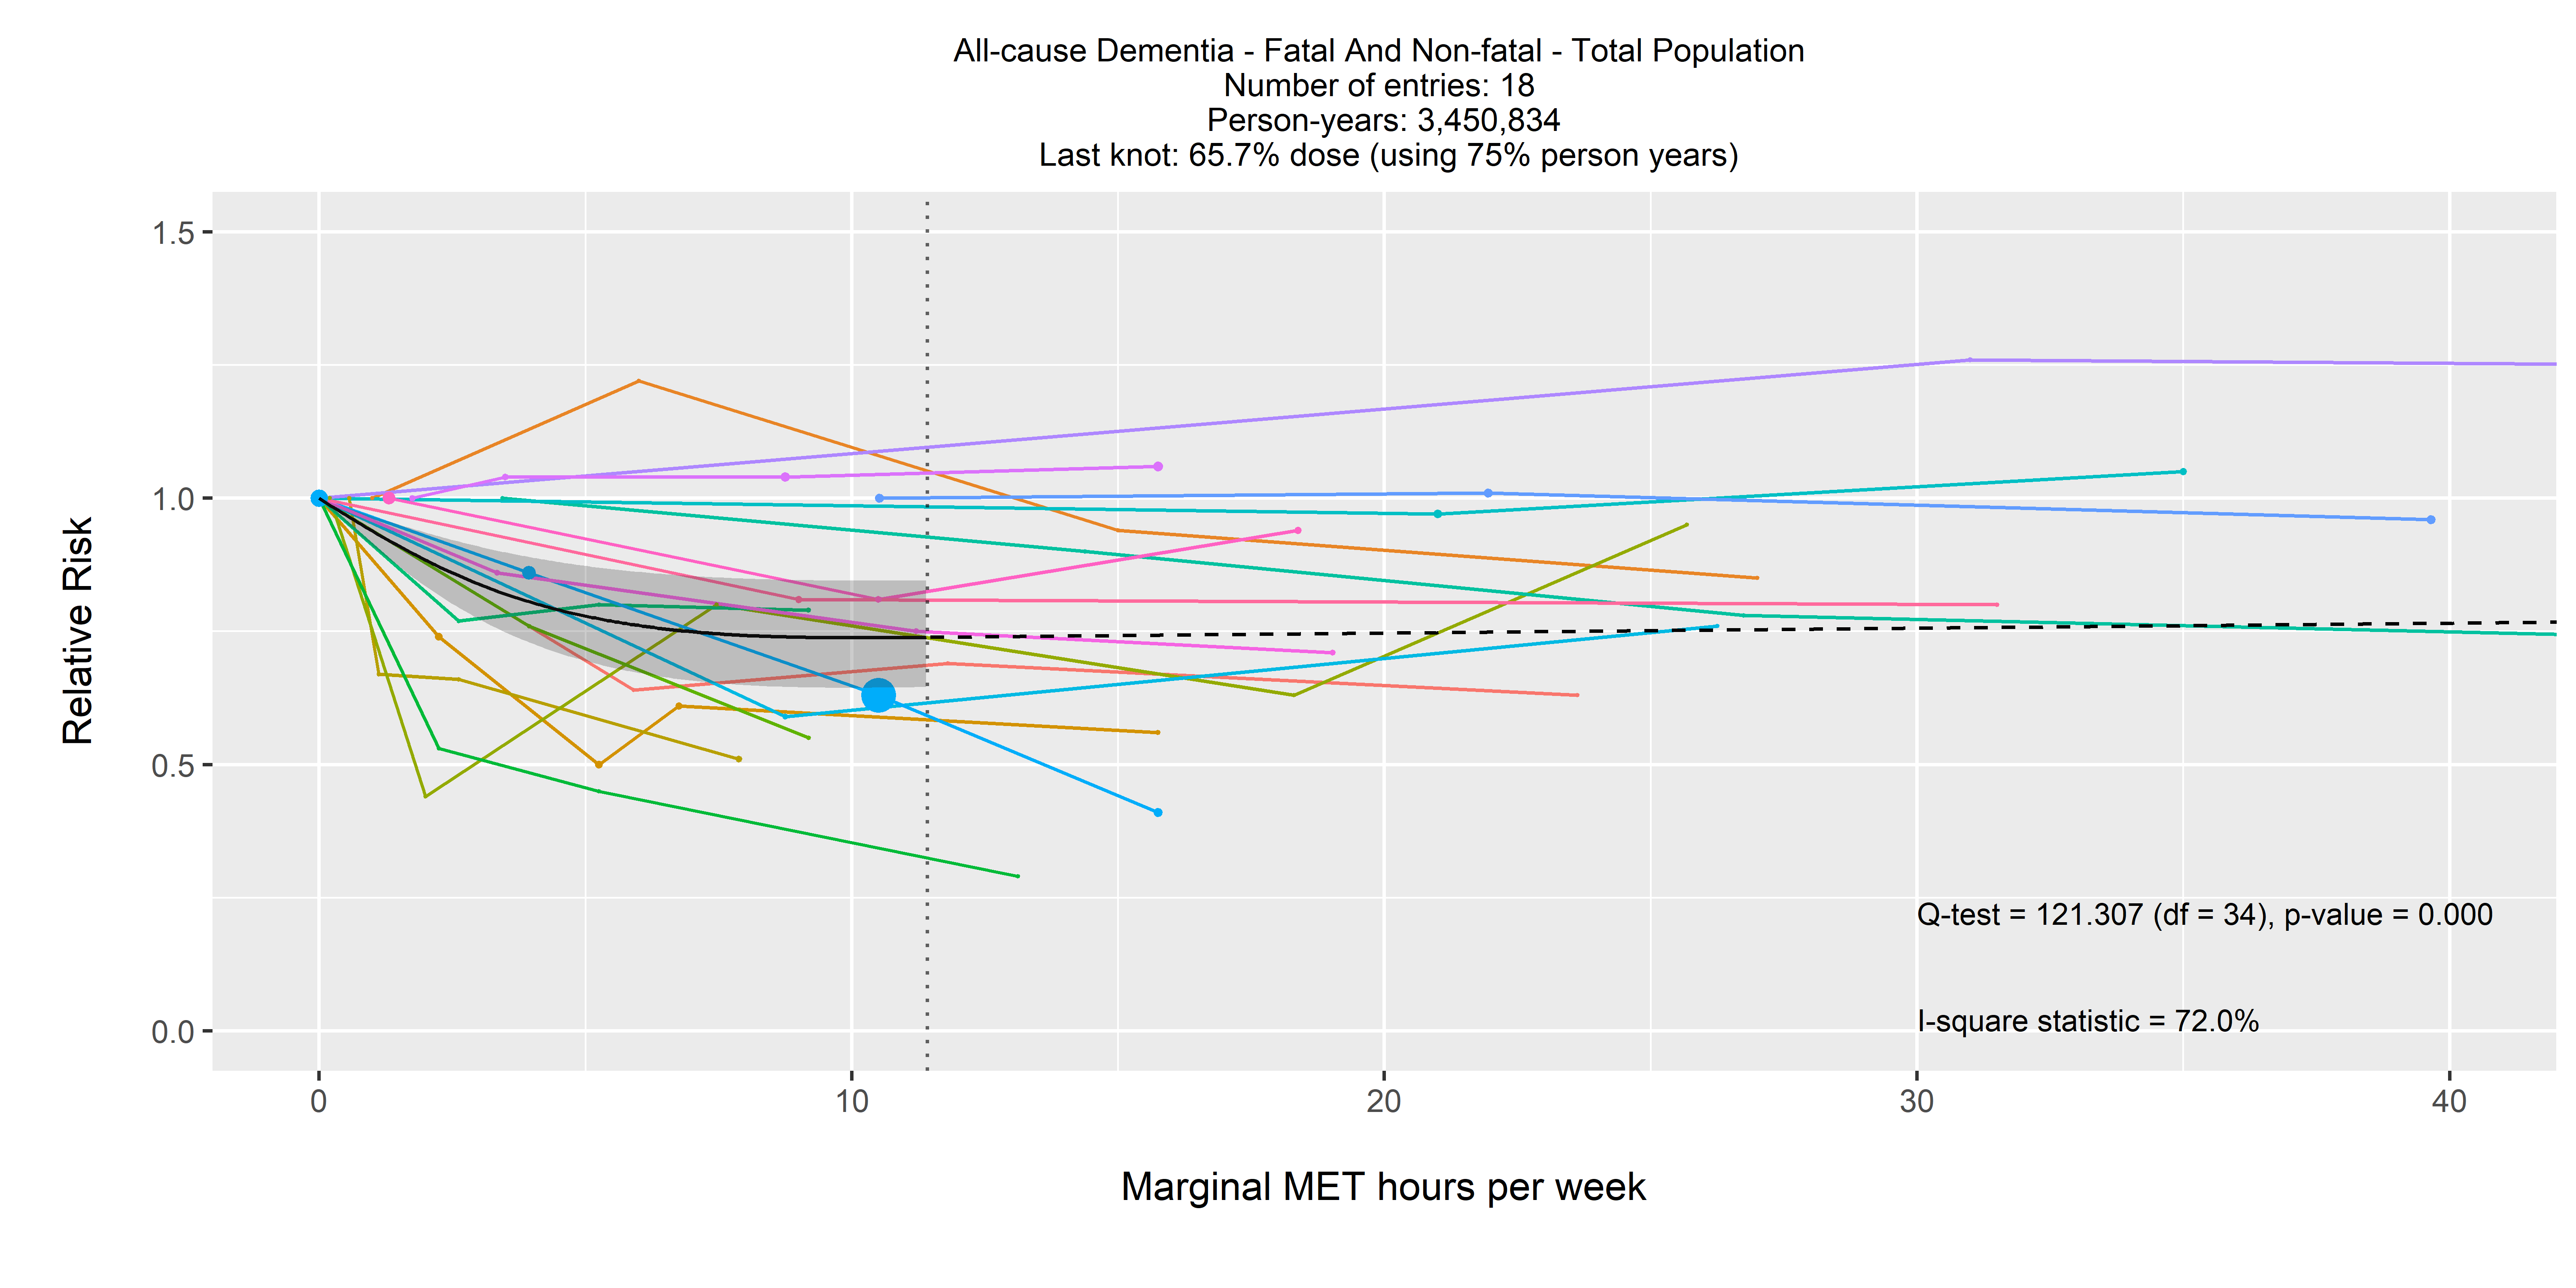 All-cause Dementia - Fatal And Non-fatal - Total Population
Number of entries: 18
Person-years: 3,450,834
Last knot: 65.7% dose (using 75% person years)
Relative Risk
1.5
1.0
0.5
0.0
Q-test = 121.307 (df = 34), p-value = 0.000
I-square statistic = 72.0%
0 10 20 30 40
Marginal MET hours per week